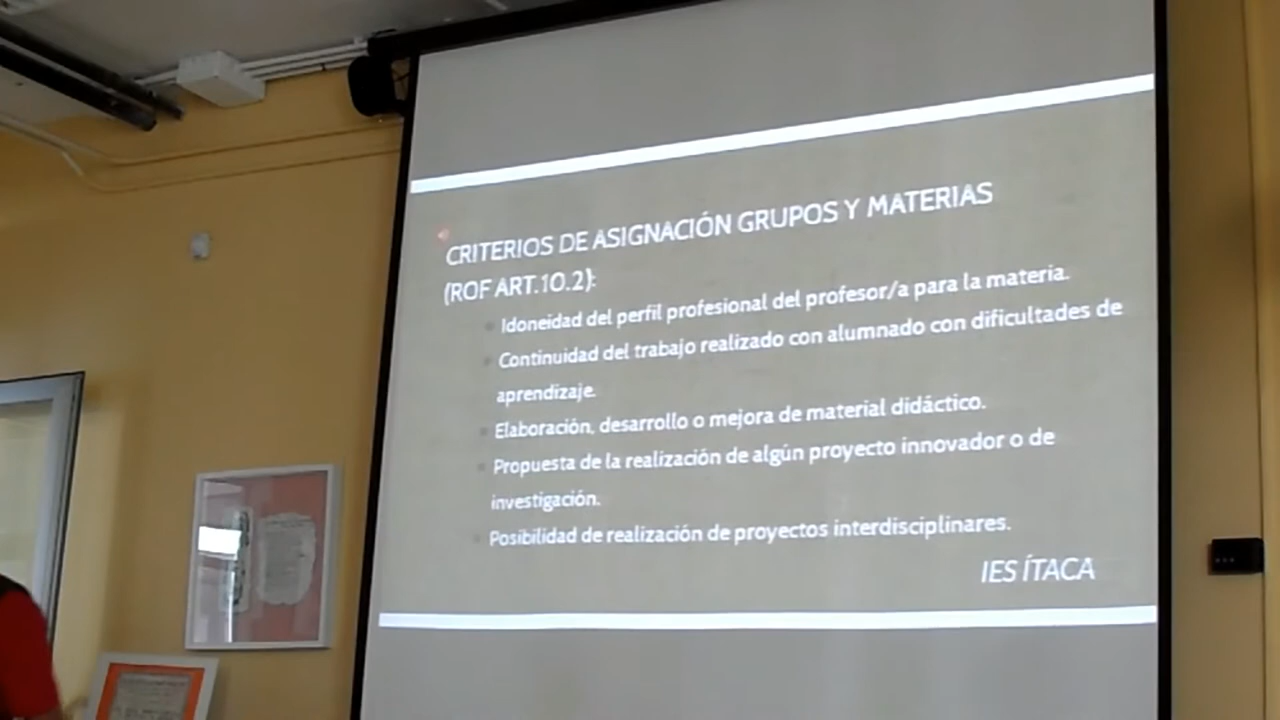 CRITERIOS DE ASIGNACIÓN GRUPOS Y MATERIAS
(ROF ART.10.2):
Idoneidad del perfil profesional del profesor/a para la materia.
Continuidad del trabajo realizado con alumnado con dificultades de
aprendizaje.
Elaboración, desarrollo o mejora de material didáctico.
Propuesta de la realización de algún proyecto innovador o de
investigación.
Posibilidad de realización de proyectos interdisciplinares.
IES ÍTACA